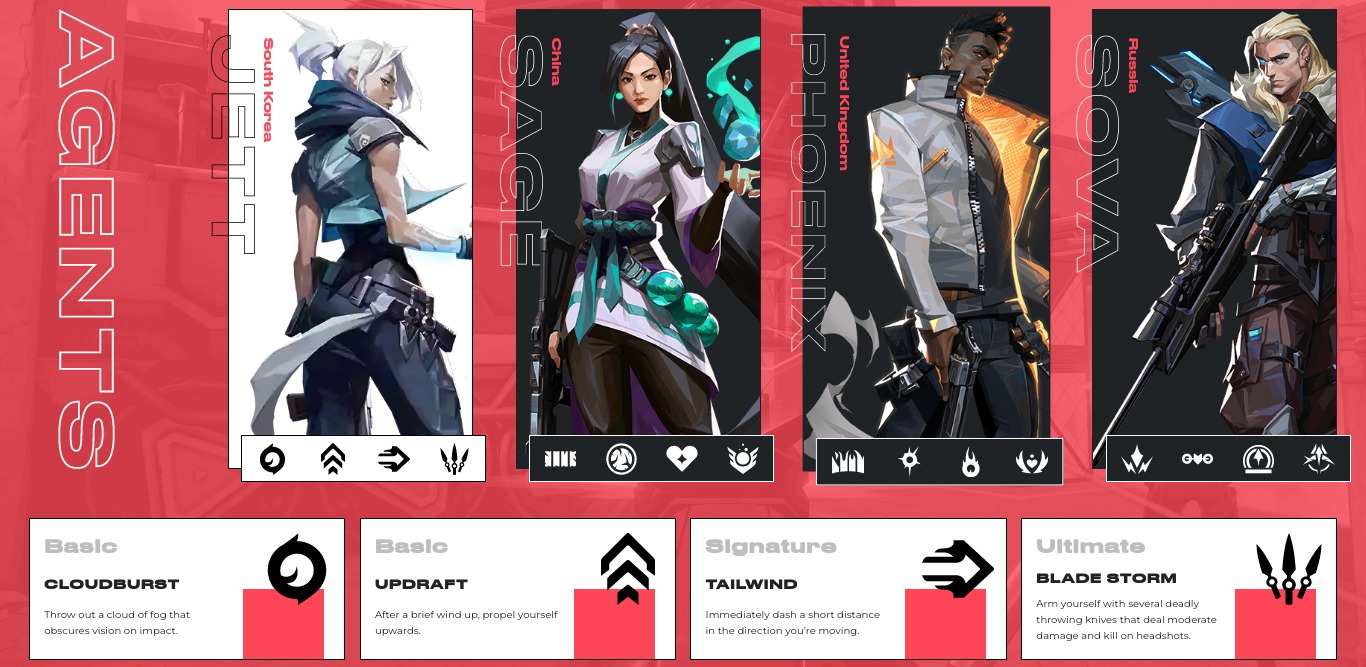 AGENTS
JETT
South Korea
SAGE
China
PHOENIX
United Kingdom
SOVA
Russia
Basic
CLOUDBURST
Throw out a cloud of fog that
obscures vision on impact.
Basic
UPDRAFT
After a brief wind up, propel yourself
upwards.
Signature
TAILWIND
Immediately dash a short distance
in the direction you're moving.
Ultimate
BLADE STORM
Arm yourself with several deadly
throwing knives that deal moderate
damage and kill on headshots.